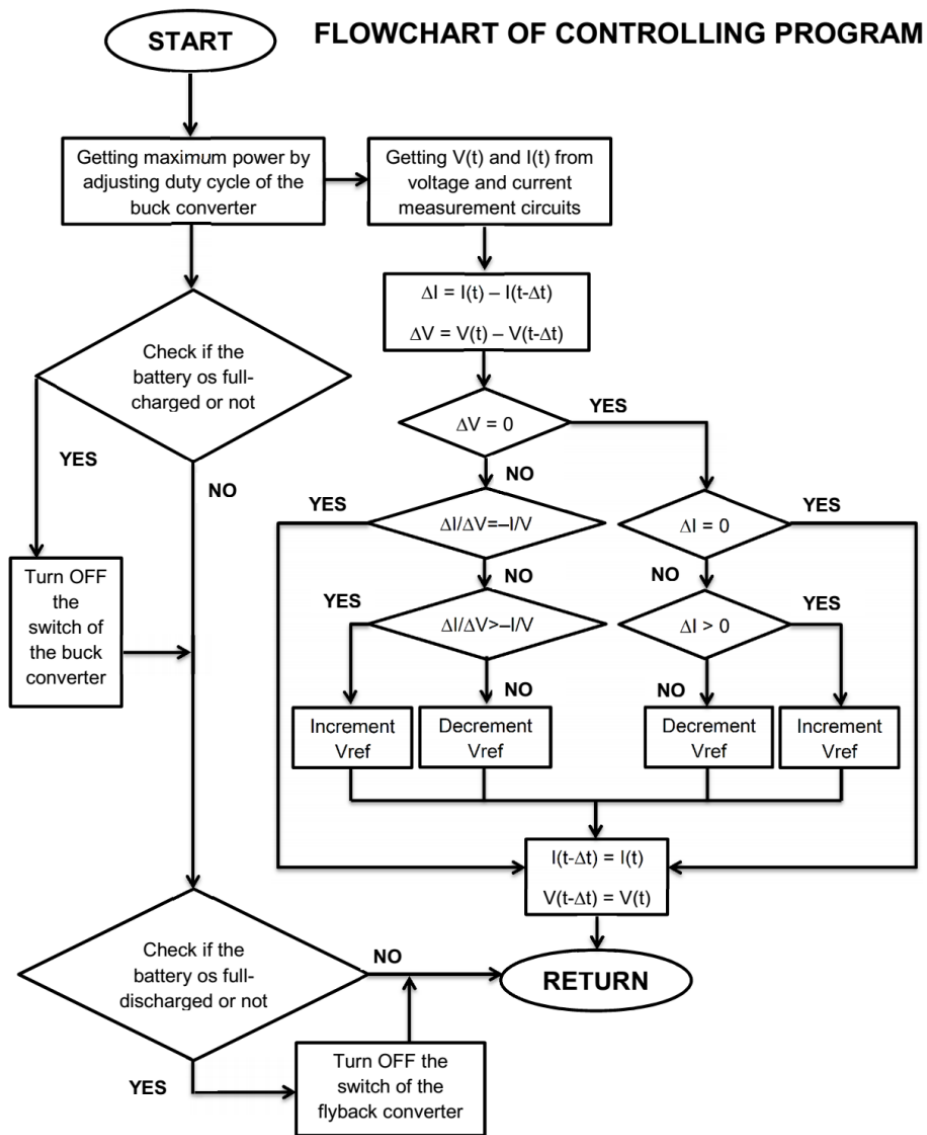 START
FLOWCHART OF CONTROLLING PROGRAM
Getting maximum power by
adjusting duty cycle of the
buck converter
Getting V(t) and I(t) from
voltage and current
measurement circuits
ΔI = I(t) – I(t-Δt)
ΔV = V(t) – V(t-Δt)
Check if the
battery os full-
charged or not
YES
NO
Turn OFF
the
switch of
the buck
converter
ΔV = 0
YES
NO
ΔI/ΔV=–I/V
YES
NO
ΔI = 0
YES
NO
ΔI/ΔV>–I/V
YES
NO
ΔI > 0
YES
NO
Increment
Vref
Decrement
Vref
Decrement
Vref
Increment
Vref
I(t-Δt) = I(t)
V(t-Δt) = V(t)
Check if the
battery os full-
discharged or not
NO
YES
Turn OFF the
switch of the
flyback converter
RETURN